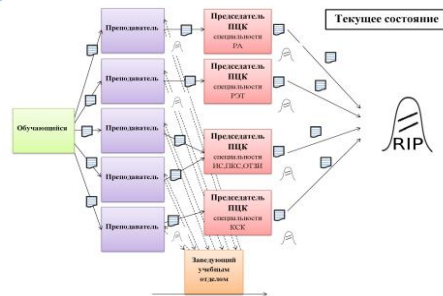 Текущее состояние
Преподаватель
Председатель
ПЦК
специальности
РА
Преподаватель
Председатель
ПЦК
специальности
РЭТ
Обучающийся
Преподаватель
Председатель
ПЦК
специальности
ИС,ПКС,ОТЗИ
Преподаватель
Преподаватель
Председатель
ПЦК
специальности
КСК
RIP
Заведующий
учебным
отделом